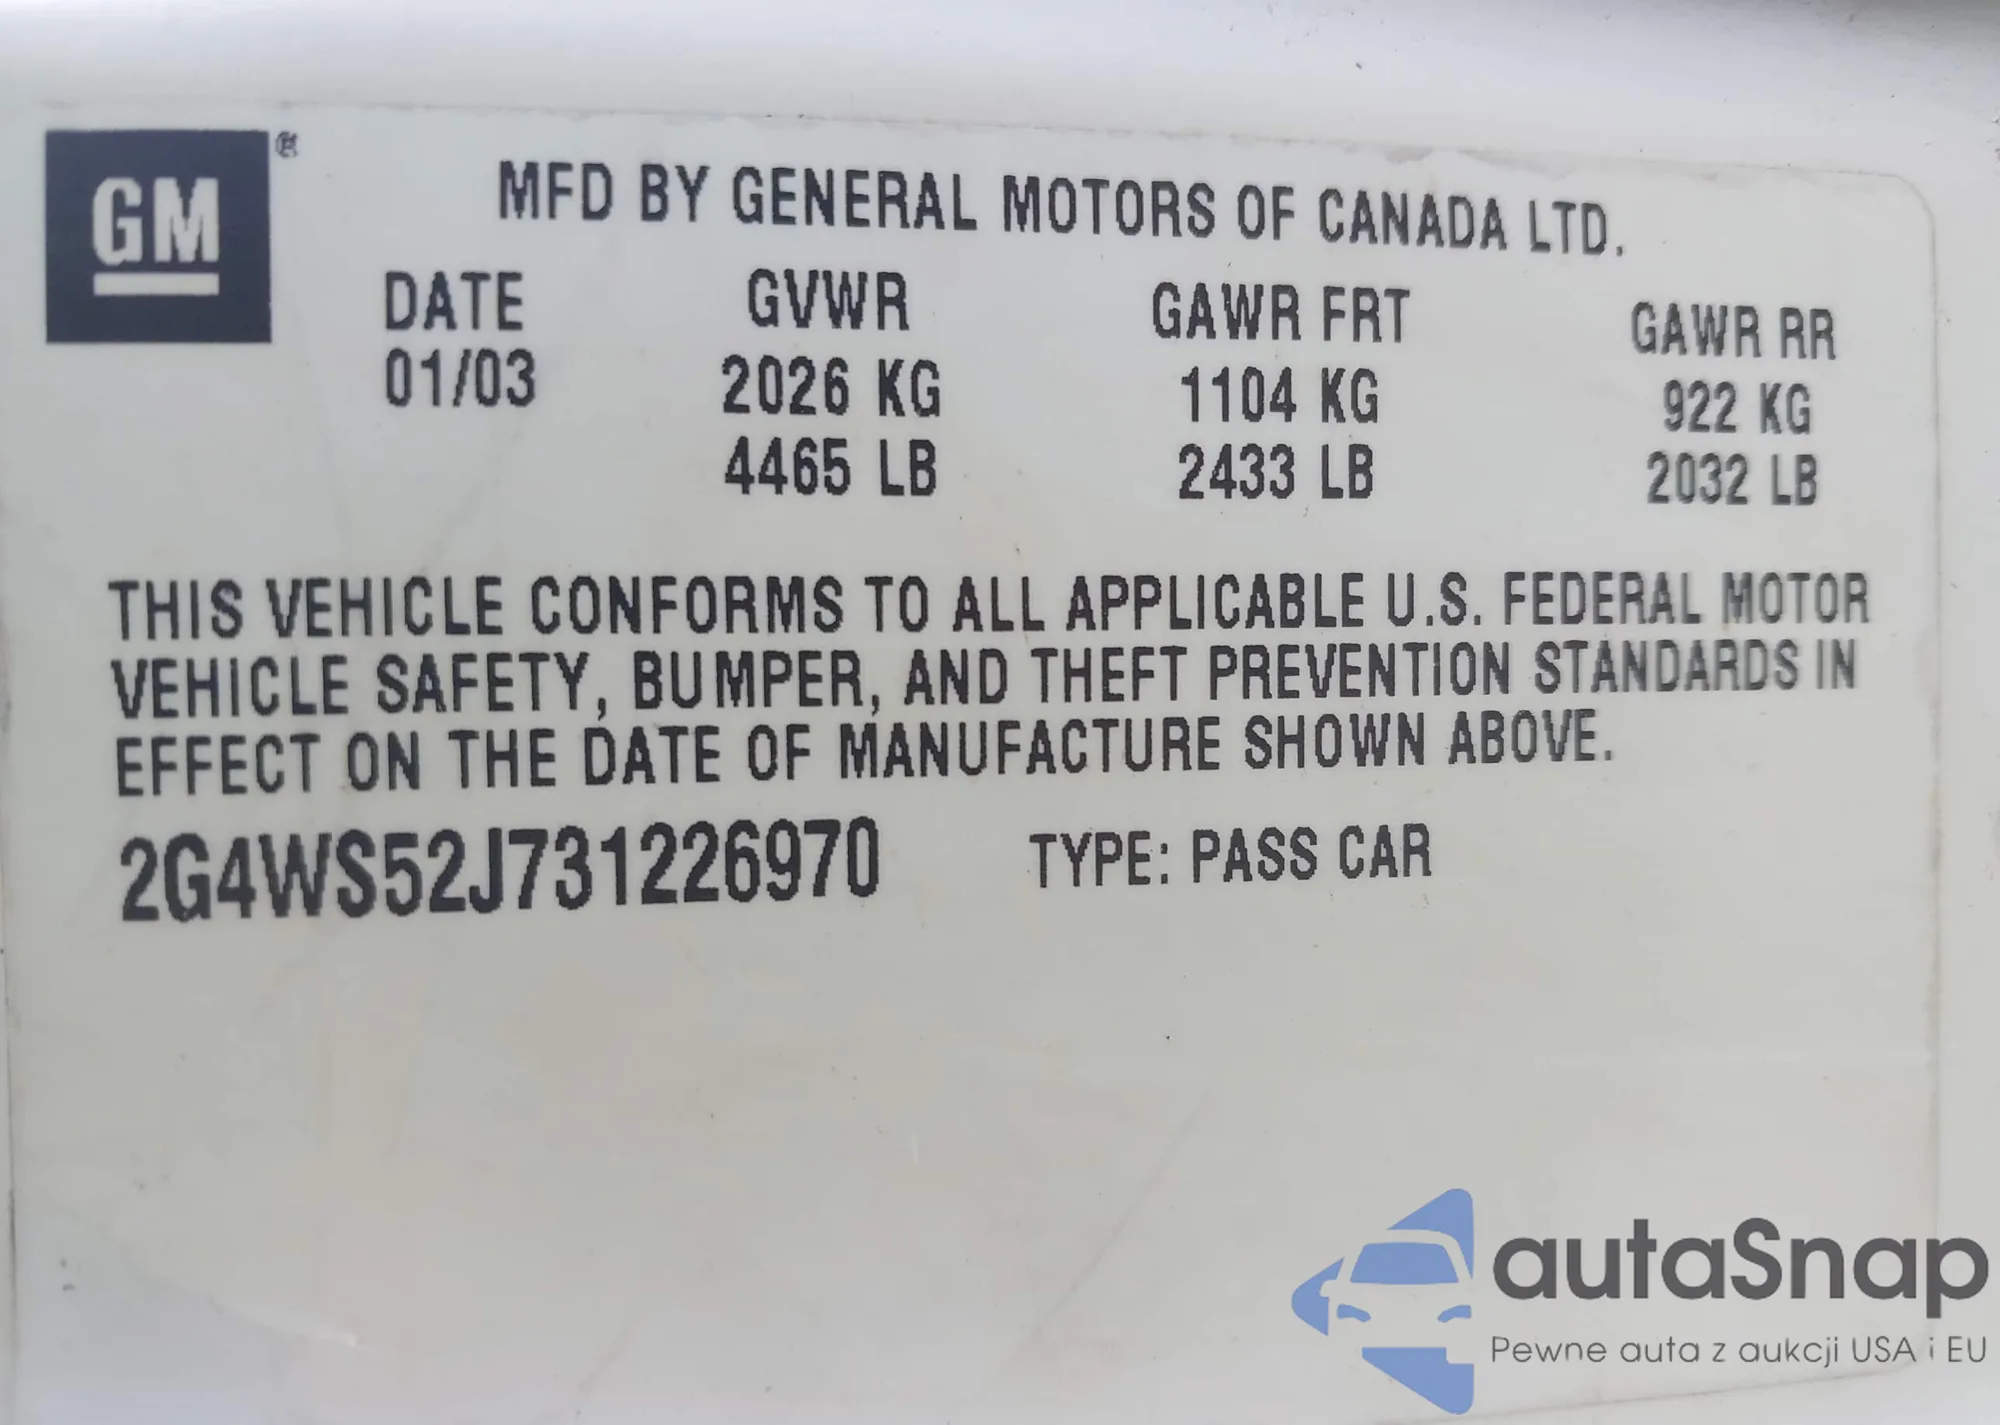 GM®
MFD BY GENERAL MOTORS OF CANADA LTD.
DATE GVWR GAWR FRT GAWR RR
01/03 2026 KG 1104 KG 922 KG
4465 LB 2433 LB 2032 LB
THIS VEHICLE CONFORMS TO ALL APPLICABLE U.S. FEDERAL MOTOR
VEHICLE SAFETY, BUMPER, AND THEFT PREVENTION STANDARDS IN
EFFECT ON THE DATE OF MANUFACTURE SHOWN ABOVE.
2G4WS52J731226970 TYPE: PASS CAR
autaSnap
Pewne auta z aukcji USA i EU